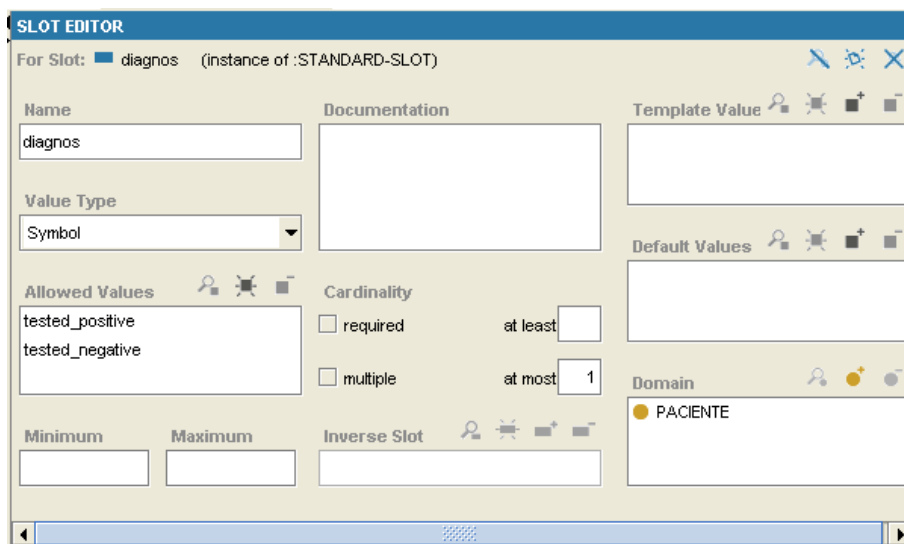 SLOT EDITOR
For Slot: diagnos (instance of :STANDARD-SLOT)
Name
diagnos
Documentation
Template Value
Value Type
Symbol
Default Values
Allowed Values
tested_positive
tested_negative
Cardinality
required at least
multiple at most 1
Domain
PACIENTE
Minimum Maximum Inverse Slot